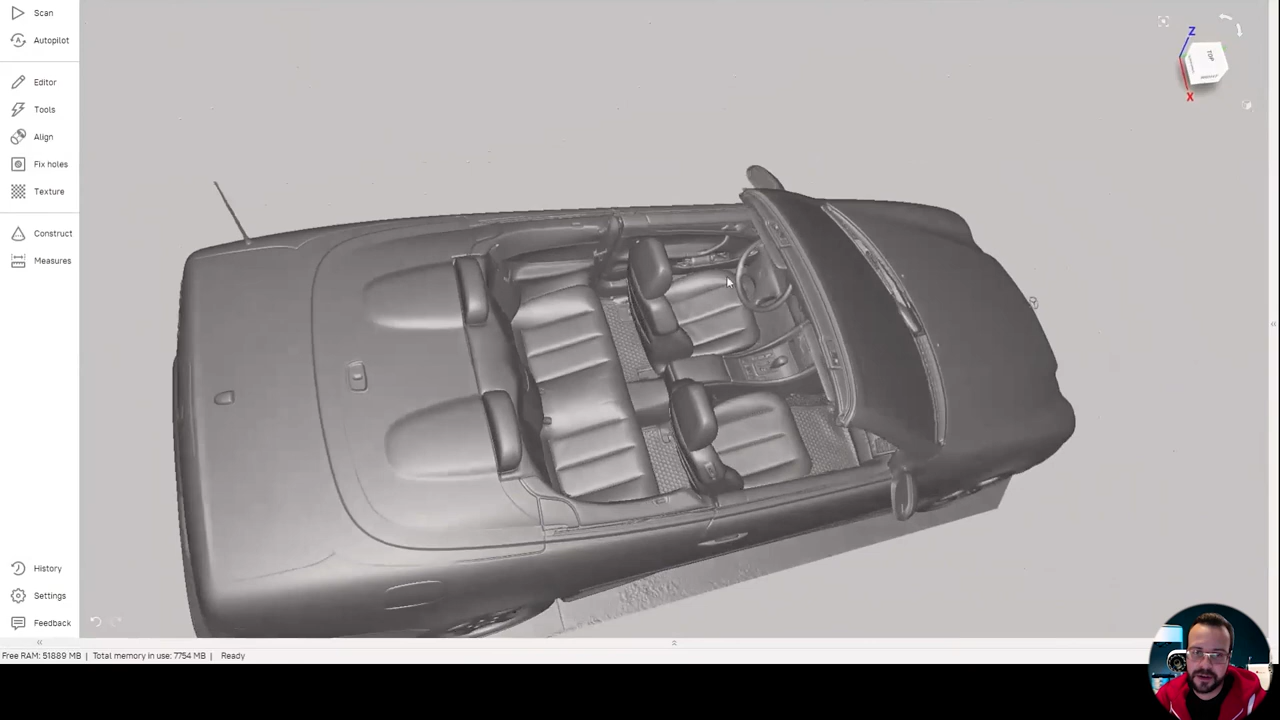 Scan
Autopilot
Editor
Tools
Align
Fix holes
Texture
Construct
Measures
History
Settings
Feedback
Z
TOP
X
Free RAM: 51889 MB | Total memory in use: 7754 MB | Ready